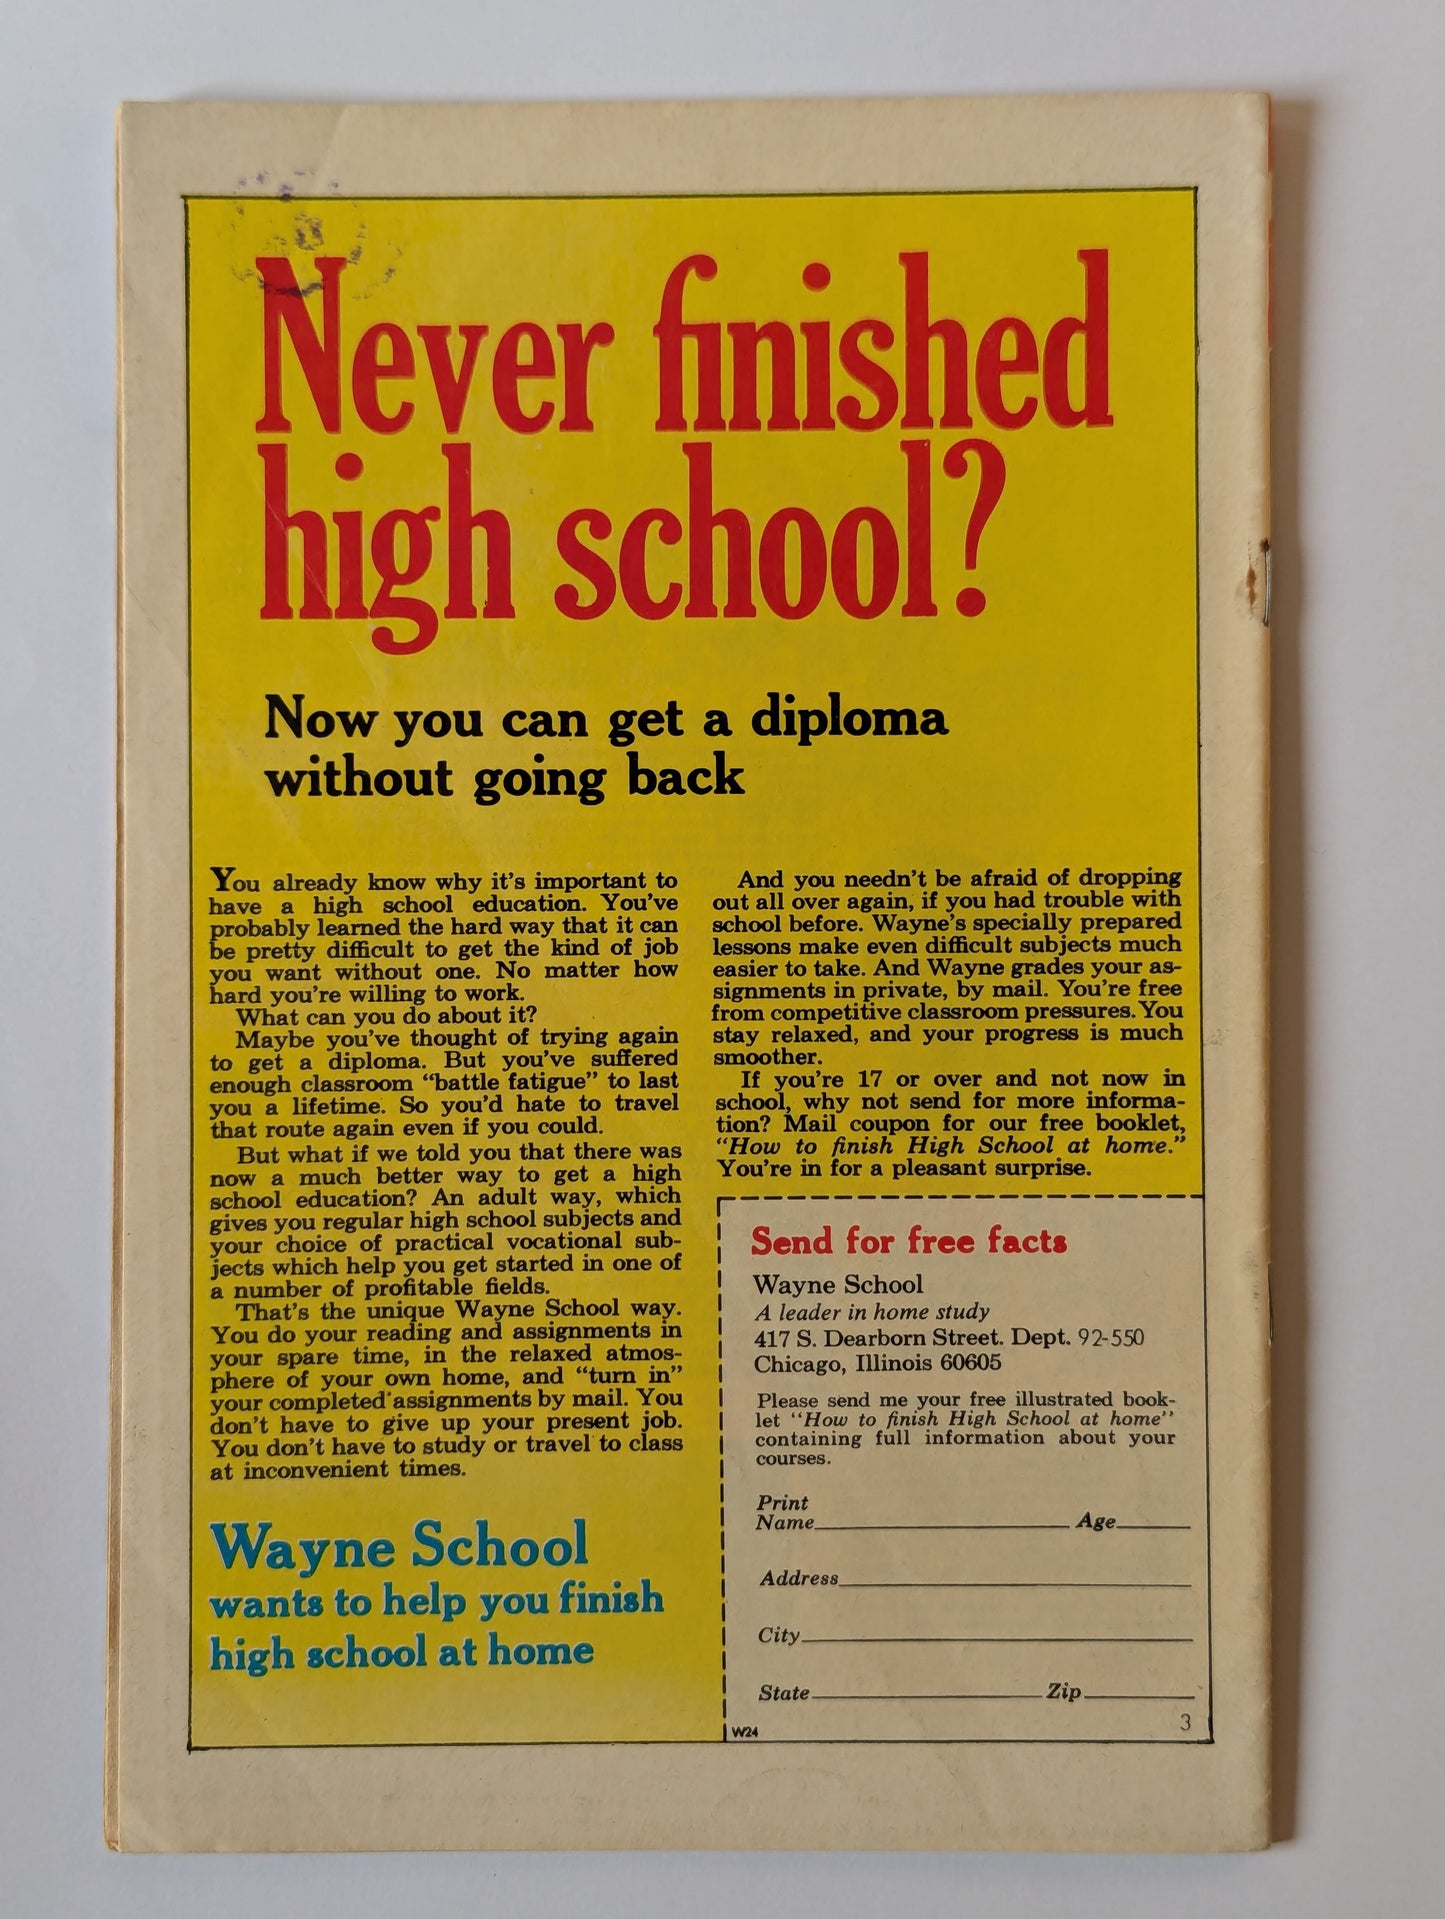 Never finished
high school?
Now you can get a diploma
without going back
You already know why it's important to
have a high school education. You've
probably learned the hard way that it can
be pretty difficult to get the kind of job
you want without one. No matter how
hard you're willing to work.
What can you do about it?
Maybe you've thought of trying again
to get a diploma. But you've suffered
enough classroom "battle fatigue" to last
you a lifetime. So you'd hate to travel
that route again even if you could.
But what if we told you that there was
now a much better way to get a high
school education? An adult way, which
gives you regular high school subjects and
your choice of practical vocational sub-
jects which help you get started in one of
a number of profitable fields.
That's the unique Wayne School way.
You do your reading and assignments in
your spare time, in the relaxed atmos-
phere of your own home, and "turn in"
your completed assignments by mail. You
don't have to give up your present job.
You don't have to study or travel to class
at inconvenient times.
Wayne School
wants to help you finish
high school at home
And you needn't be afraid of dropping
out all over again, if you had trouble with
school before. Wayne's specially prepared
lessons make even difficult subjects much
easier to take. And Wayne grades your as-
signments in private, by mail. You're free
from competitive classroom pressures. You
stay relaxed, and your progress is much
smoother.
If you're 17 or over and not now in
school, why not send for more informa-
tion? Mail coupon for our free booklet,
"How to finish High School at home."
You're in for a pleasant surprise.
Send for free facts
Wayne School
A leader in home study
417 S. Dearborn Street. Dept. 92-550
Chicago, Illinois 60605
Please send me your free illustrated book-
let "How to finish High School at home"
containing full information about your
courses.
Print
Name Age
Address
City
State Zip
W24 3